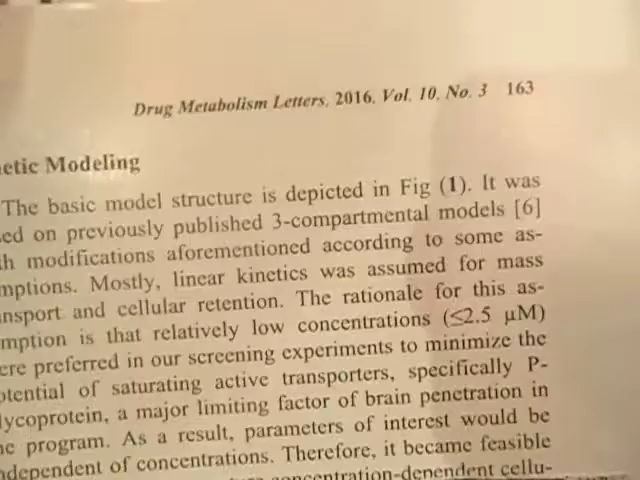 Drug Metabolism Letters, 2016, Vol. 10, No. 3 163
etic Modeling
The basic model structure is depicted in Fig (1). It was
ed on previously published 3-compartmental models [6]
th modifications aforementioned according to some as-
mptions. Mostly, linear kinetics was assumed for mass
nsport and cellular retention. The rationale for this as-
mption is that relatively low concentrations (≤2.5 μM)
ere preferred in our screening experiments to minimize the
otential of saturating active transporters, specifically P-
lycoprotein, a major limiting factor of brain penetration in
e program. As a result, parameters of interest would be
ndependent of concentrations. Therefore, it became feasible
concentration-dependent cellu-